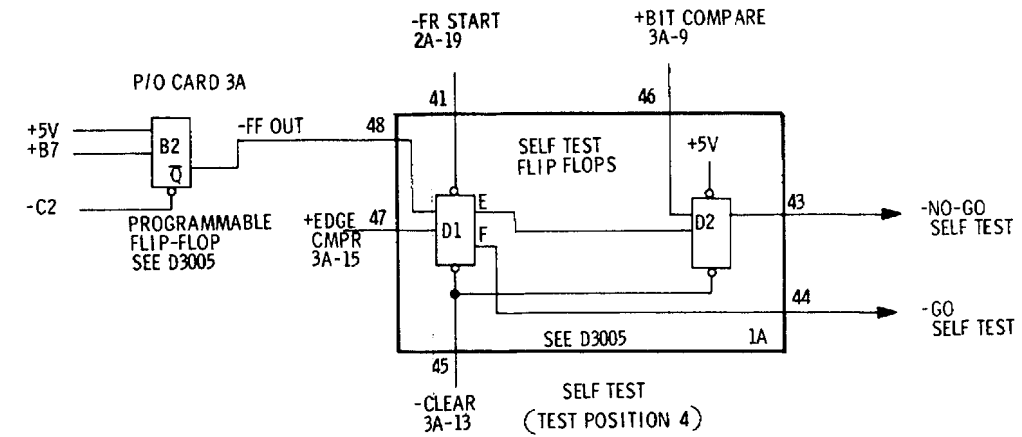 -FR START
2A-19
+BIT COMPARE
3A-9
P/O CARD 3A
41
46
+5V
+B7
B2
Q̅
-C2
-FF OUT
48
SELF TEST
FLIP FLOPS
+5V
PROGRAMMABLE
FLIP-FLOP
SEE D3005
+EDGE
CMPR
3A-15
47
D1
E
F
D2
43
-NO-GO
SELF TEST
44
-GO
SELF TEST
SEE D3005
1A
45
-CLEAR
3A-13
SELF TEST
(TEST POSITION 4)